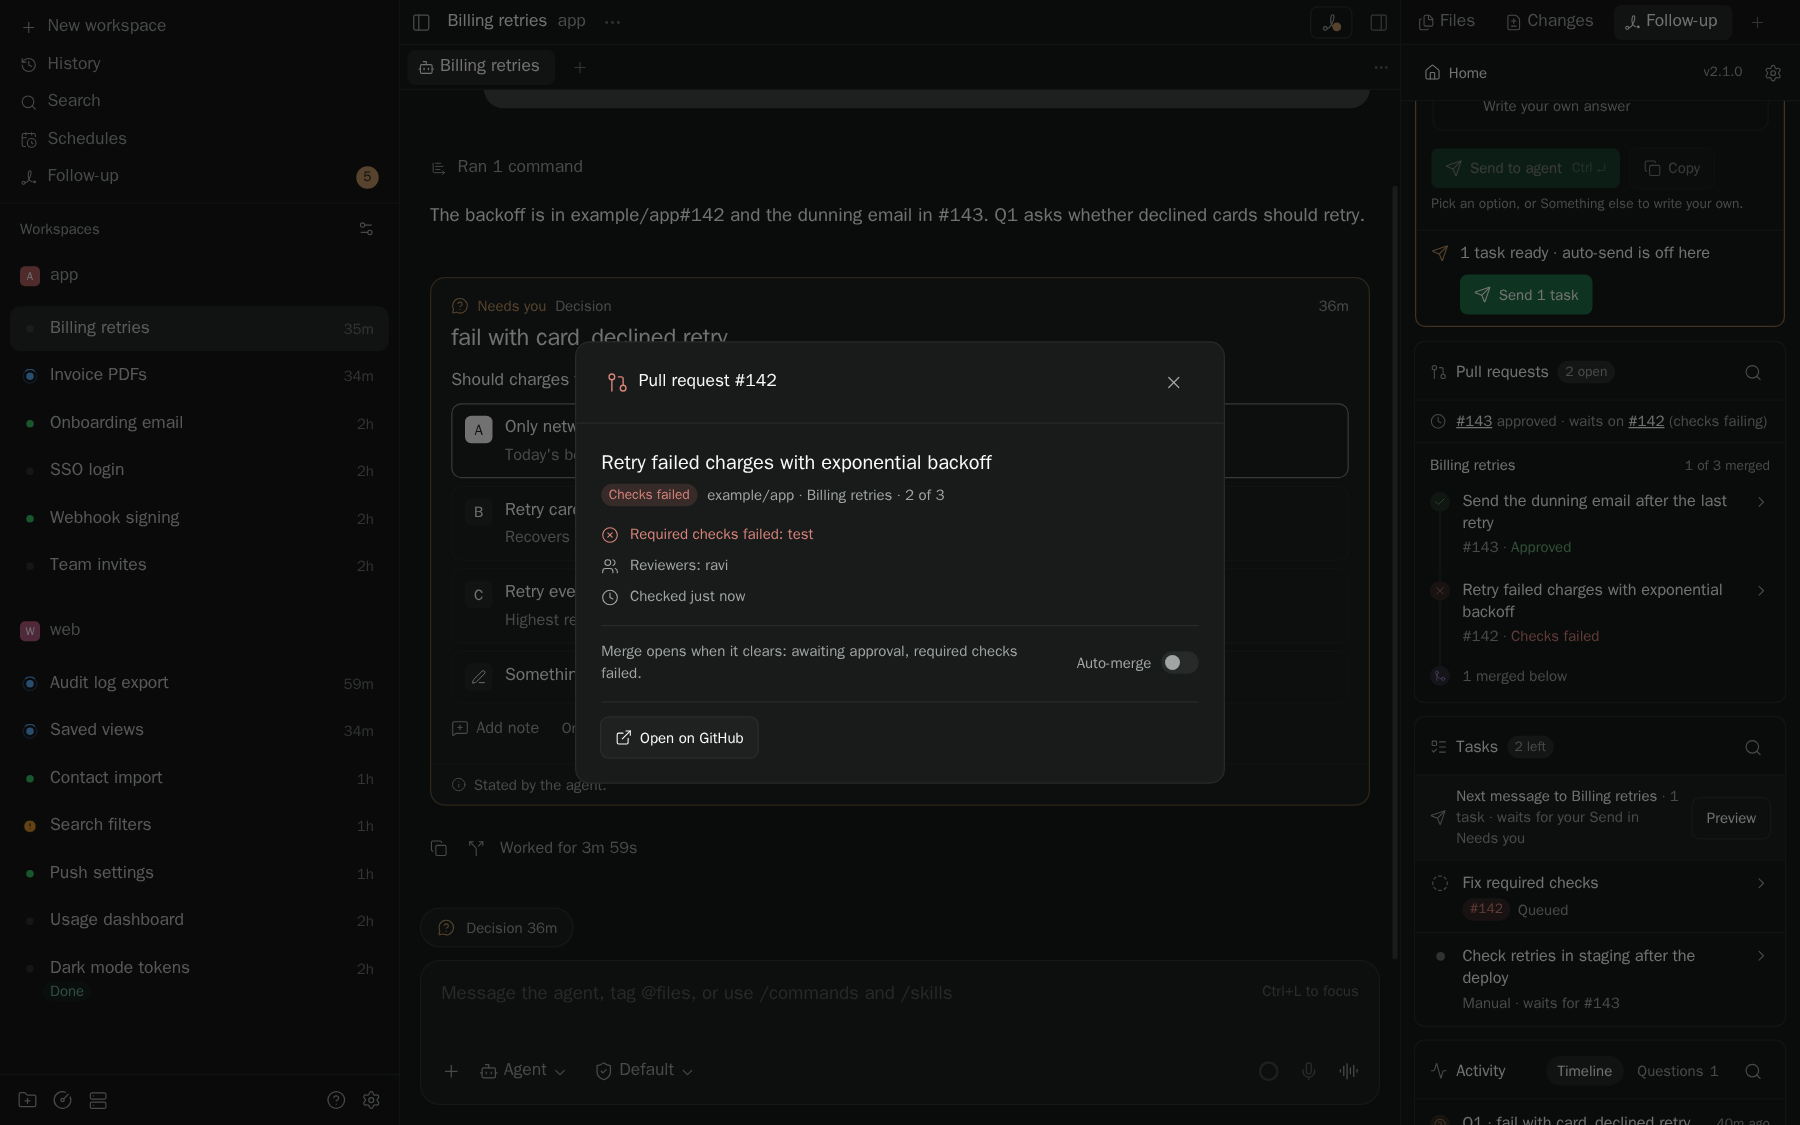 New workspace
History
Search
Schedules
Follow-up
5
Workspaces
A app
Billing retries 35m
Invoice PDFs 34m
Onboarding email 2h
SSO login 2h
Webhook signing 2h
Team invites 2h
W web
Audit log export 59m
Saved views 34m
Contact import 1h
Search filters 1h
Push settings 1h
Usage dashboard 2h
Dark mode tokens 2h
Done
Billing retries app
Billing retries
Ran 1 command
The backoff is in example/app#142 and the dunning email in #143. Q1 asks whether declined cards should retry.
Needs you Decision 36m
fail with card_declined retry
Should charges
A Only netw
Today's b
B Retry car
Recovers
C Retry eve
Highest re
Somethin
Add note Or
Stated by the agent.
Worked for 3m 59s
Decision 36m
Message the agent, tag @files, or use /commands and /skills
Ctrl+L to focus
Agent Default
Pull request #142
Retry failed charges with exponential backoff
Checks failed example/app · Billing retries · 2 of 3
Required checks failed: test
Reviewers: ravi
Checked just now
Merge opens when it clears: awaiting approval, required checks
failed.
Auto-merge
Open on GitHub
Files Changes Follow-up
Home v2.1.0
Write your own answer
Send to agent Ctrl Copy
Pick an option, or Something else to write your own.
1 task ready · auto-send is off here
Send 1 task
Pull requests 2 open
#143 approved · waits on #142 (checks failing)
Billing retries 1 of 3 merged
Send the dunning email after the last
retry
#143 · Approved
Retry failed charges with exponential
backoff
#142 · Checks failed
1 merged below
Tasks 2 left
Next message to Billing retries · 1
task · waits for your Send in
Needs you
Preview
Fix required checks
#142 Queued
Check retries in staging after the
deploy
Manual · waits for #143
Activity Timeline Questions 1
Q1 · fail with card_declined retry 40m ago